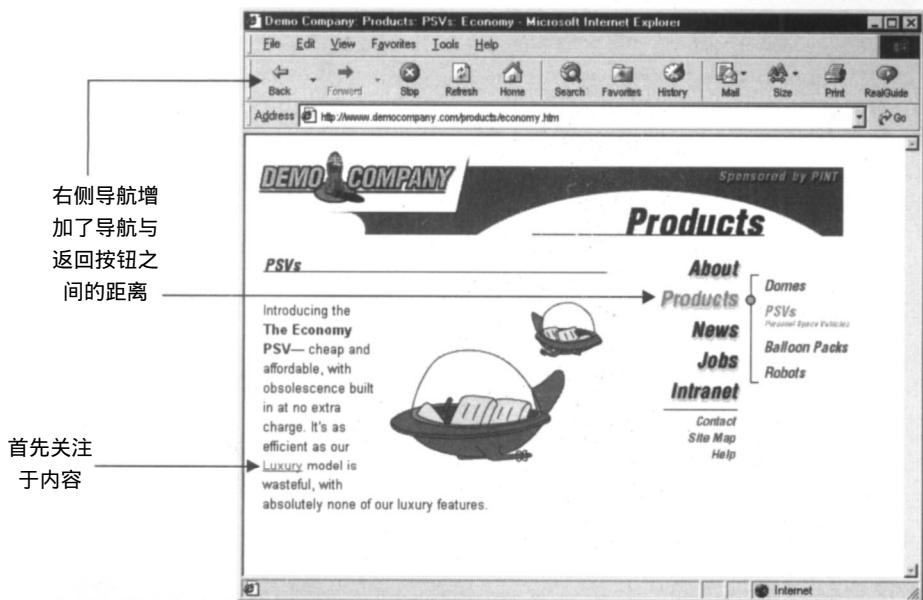 Demo Company: Products: PSVs: Economy - Microsoft Internet Explorer
File Edit View Favorites Tools Help
Back Forward Stop Refresh Home Search Favorites History Mail Size Print RealGuide
Address http://www.democompany.com/products/economy.htm Go
DEMO COMPANY
Sponsored by PINT
Products
右侧导航增
加了导航与
返回按钮之
间的距离
PSVs
Introducing the
The Economy
PSV— cheap and
affordable, with
obsolescence built
in at no extra
charge. It's as
efficient as our
Luxury model is
wasteful, with
absolutely none of our luxury features.
About
Products
News
Jobs
Intranet
Contact
Site Map
Help
Domes
PSVs
Personal Space Vehicles
Balloon Packs
Robots
首先关注
于内容
Internet